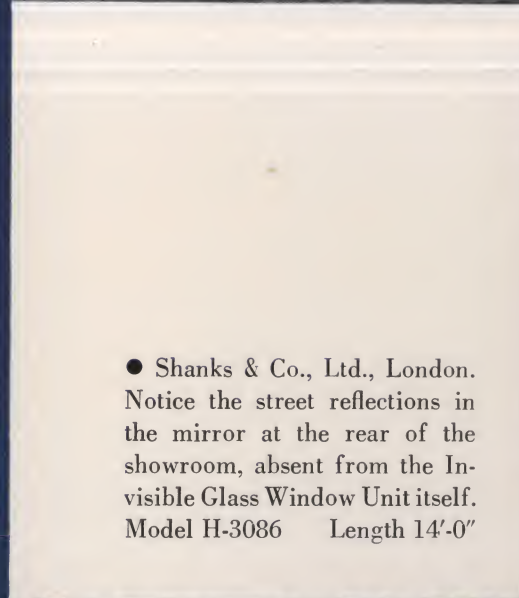 ● Shanks & Co., Ltd., London.
Notice the street reflections in
the mirror at the rear of the
showroom, absent from the In-
visible Glass Window Unit itself.
Model H-3086 Length 14'-0"